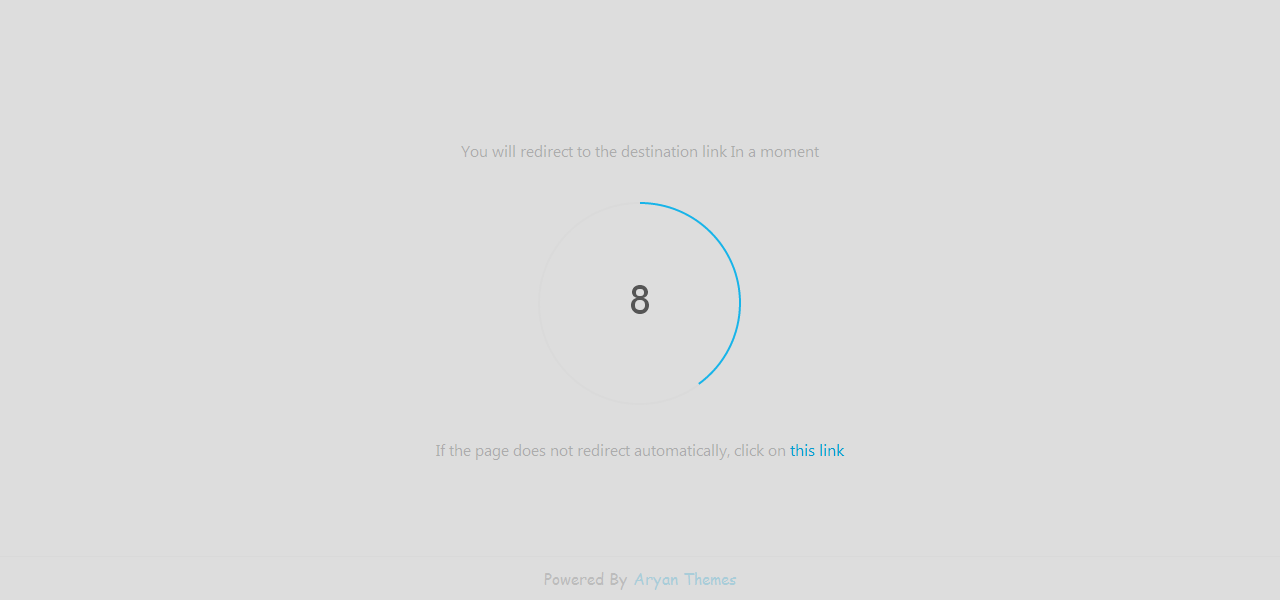 You will redirect to the destination link In a moment
8
If the page does not redirect automatically, click on this link
Powered By Aryan Themes